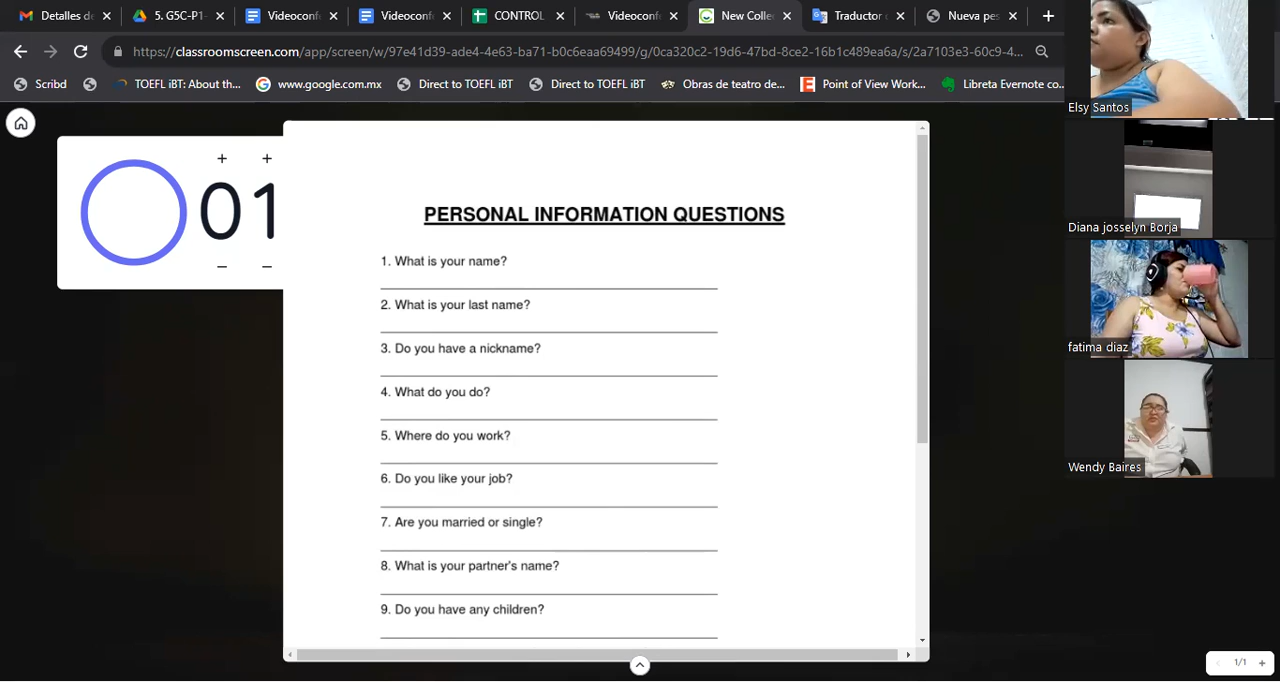 Detalles de
5. G5C-P1-
Videoconfe
Videoconfe
CONTROL
Videoconfe
New Collec
Traductor d
Nueva pes
https://classroomscreen.com/app/screen/w/97e41d39-ade4-4e63-ba71-b0c6eaa69499/g/0ca320c2-19d6-47bd-8ce2-16b1c489ea6a/s/2a7103e3-60c9-4...
Scribd
TOEFL iBT: About th...
www.google.com.mx
Direct to TOEFL iBT
Direct to TOEFL iBT
Obras de teatro de...
Point of View Work...
Libreta Evernote co...
Elsy Santos
+ +
01
− −
PERSONAL INFORMATION QUESTIONS
1. What is your name?
2. What is your last name?
3. Do you have a nickname?
4. What do you do?
5. Where do you work?
6. Do you like your job?
7. Are you married or single?
8. What is your partner's name?
9. Do you have any children?
Diana josselyn Borja
fatima diaz
Wendy Baires
1/1 +